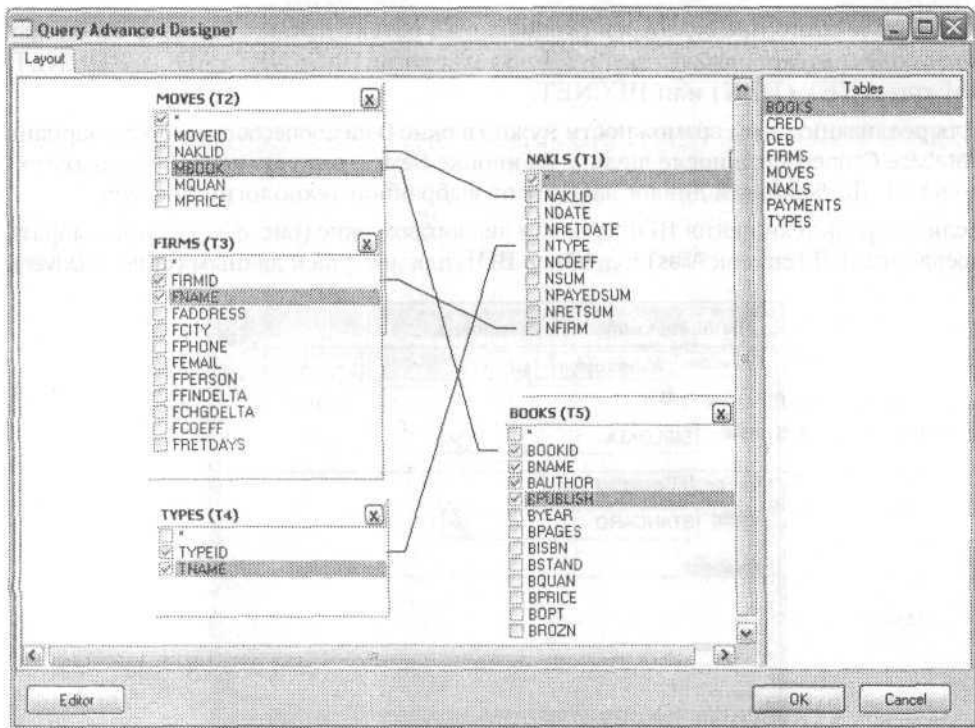 Query Advanced Designer
Layout
MOVES (T2)
X
*
MOVEID
NAKLID
MBOOK
MQUAN
MPRICE
FIRMS (T3)
X
*
FIRMID
FNAME
FADDRESS
FCITY
FPHONE
FEMAIL
FPERSON
FFINDELTA
FCHGDELTA
FCOEFF
FRETDAYS
TYPES (T4)
X
*
TYPEID
TNAME
NAKLS (T1)
*
NAKLID
NDATE
NRETDATE
NTYPE
NCOEFF
NSUM
NPAYEDSUM
NRETSUM
NFIRM
BOOKS (T5)
X
*
BOOKID
BNAME
BAUTHOR
BPUBLISH
BYEAR
BPAGES
BISBN
BSTAND
BQUAN
BPRICE
BOPT
BROZN
Tables
BOOKS
CRED
DEB
FIRMS
MOVES
NAKLS
PAYMENTS
TYPES
Editor
OK
Cancel